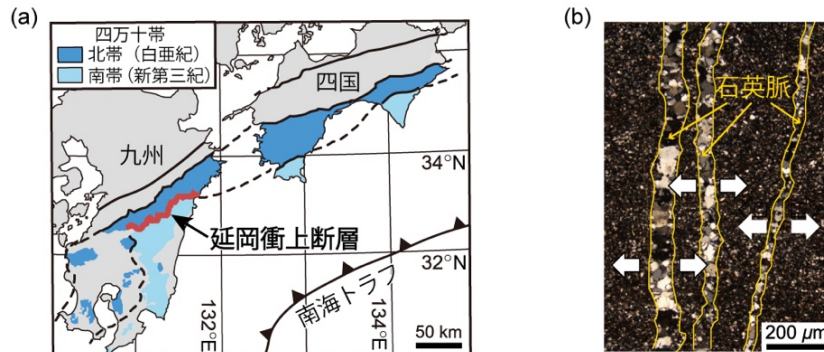 (a)
四万十帯
北帯（白亜紀）
南帯（新第三紀）
四国
九州
34°N
延岡衝上断層
32°N
南海トラフ
132°E
134°E
50 km
(b)
石英脈
200 µm